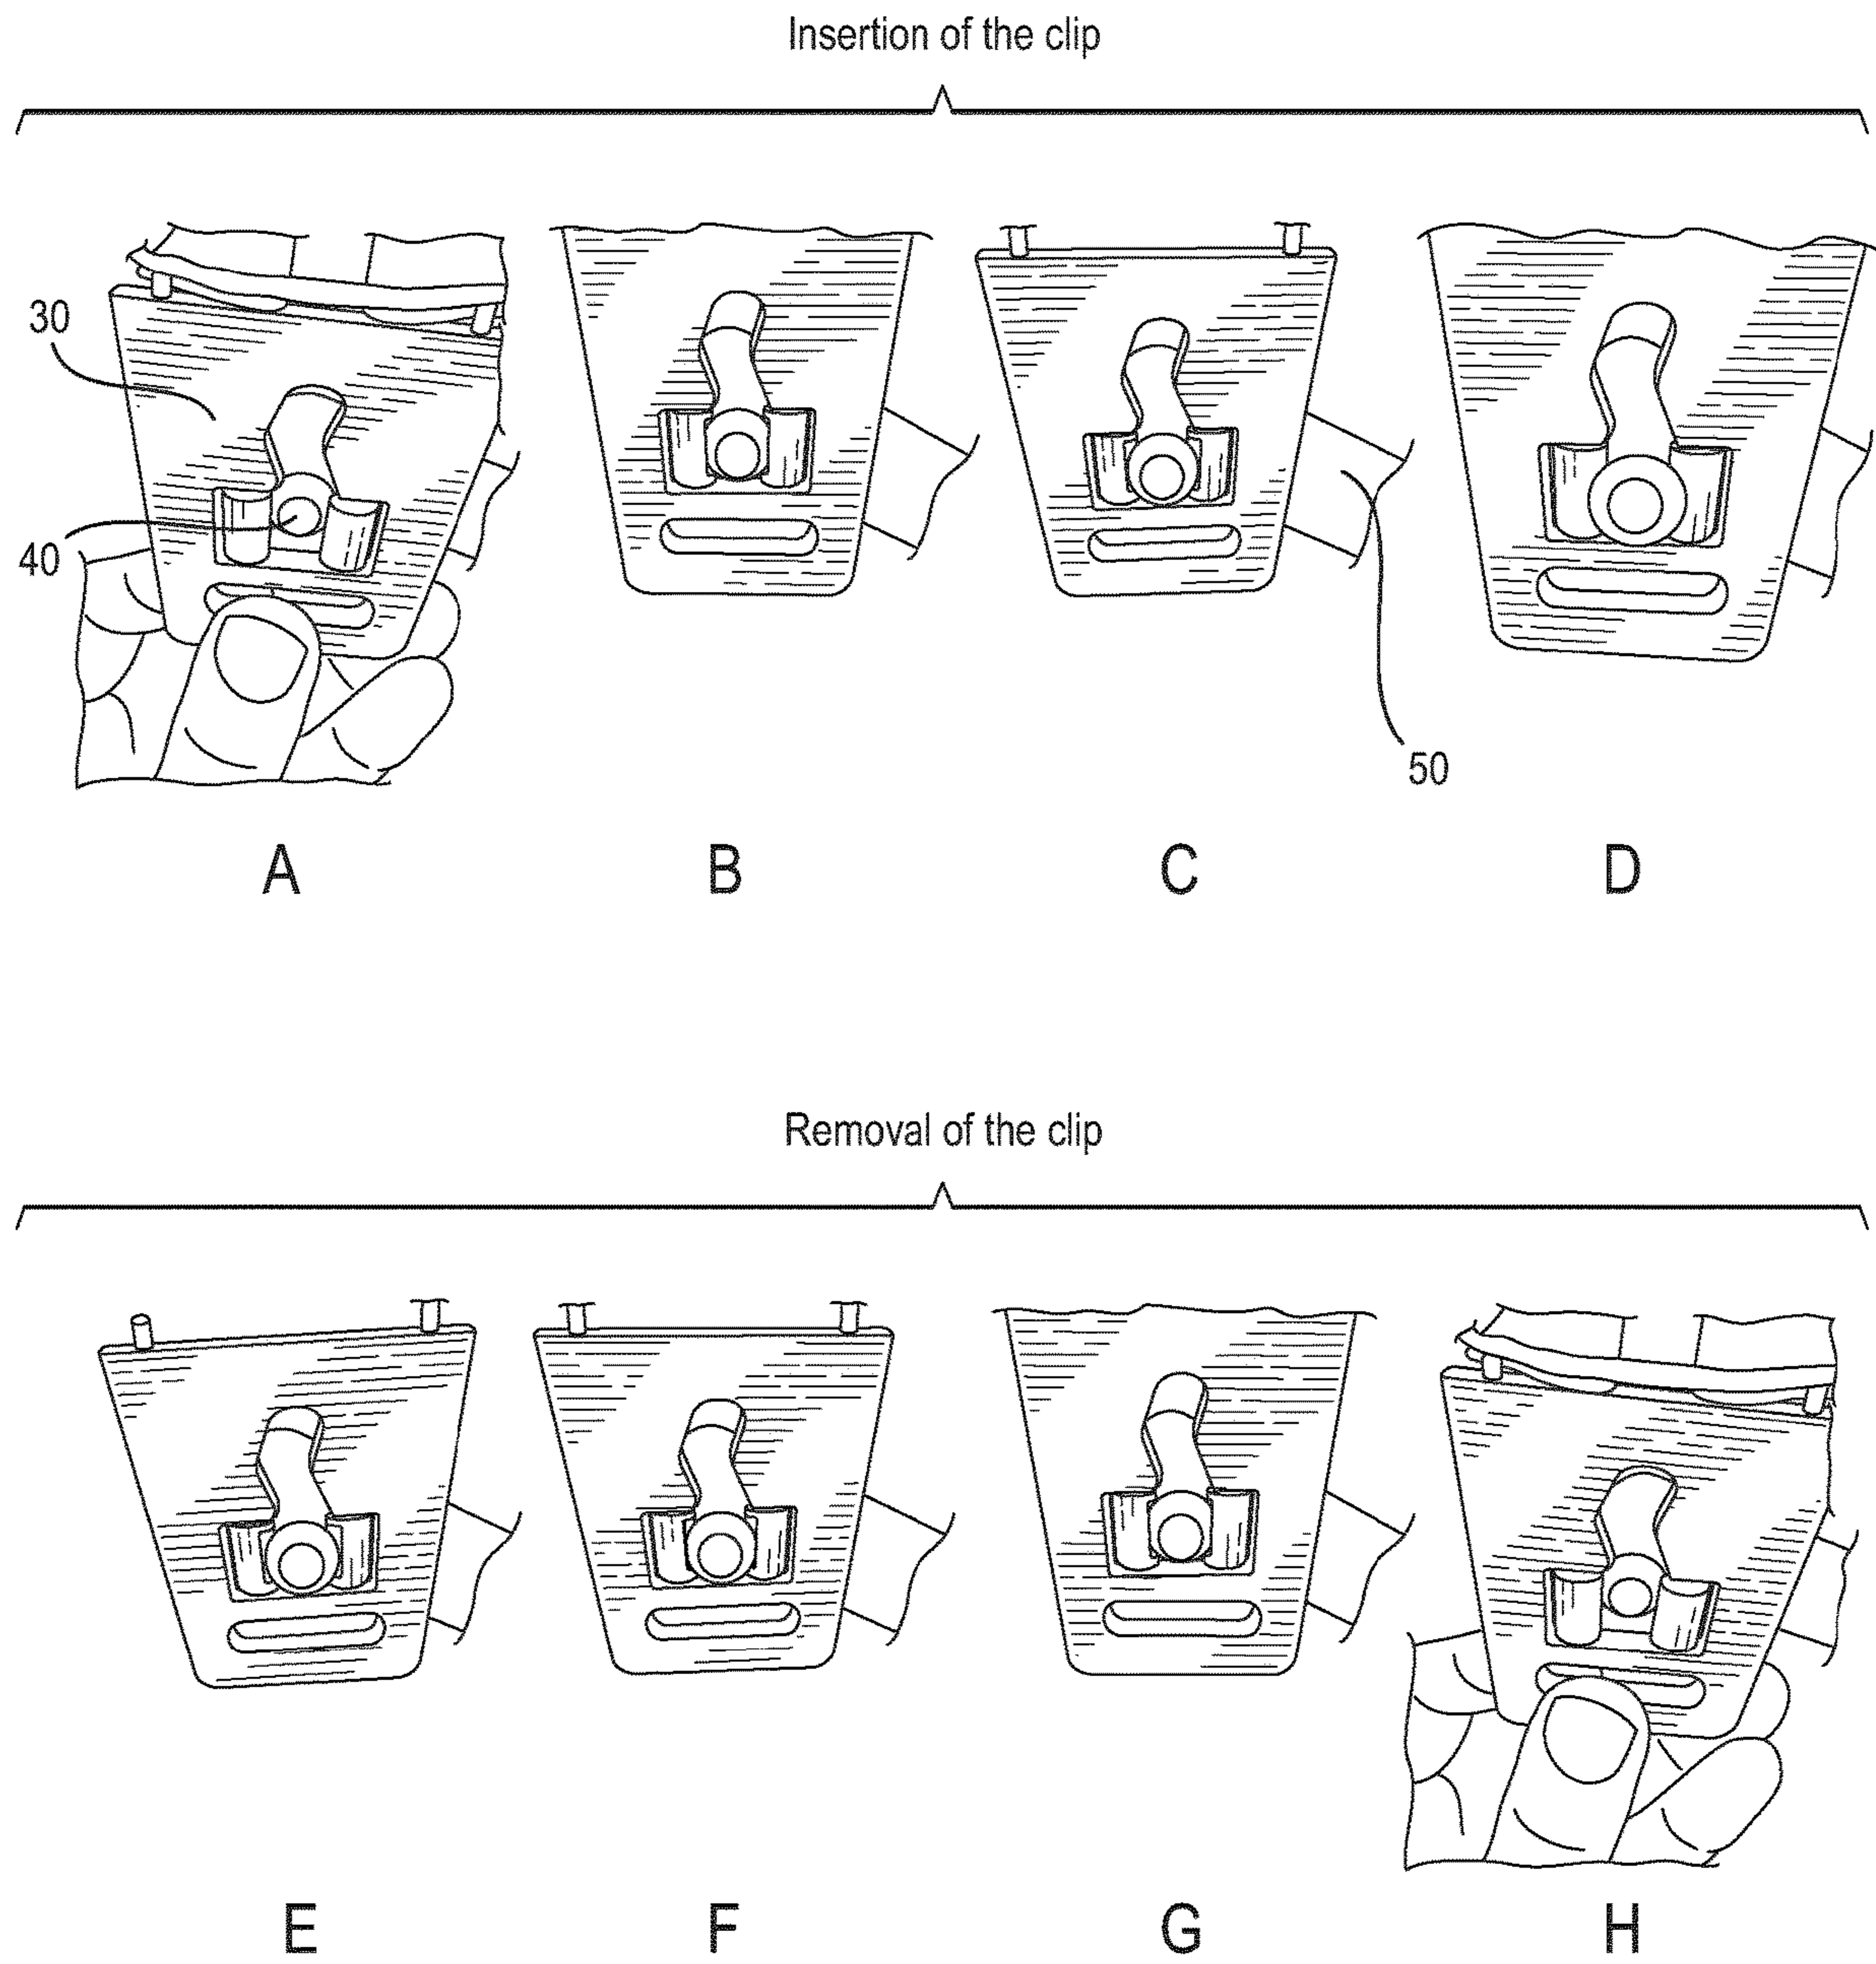 Insertion of the clip
30
40
50
A B C D
Removal of the clip
E F G H